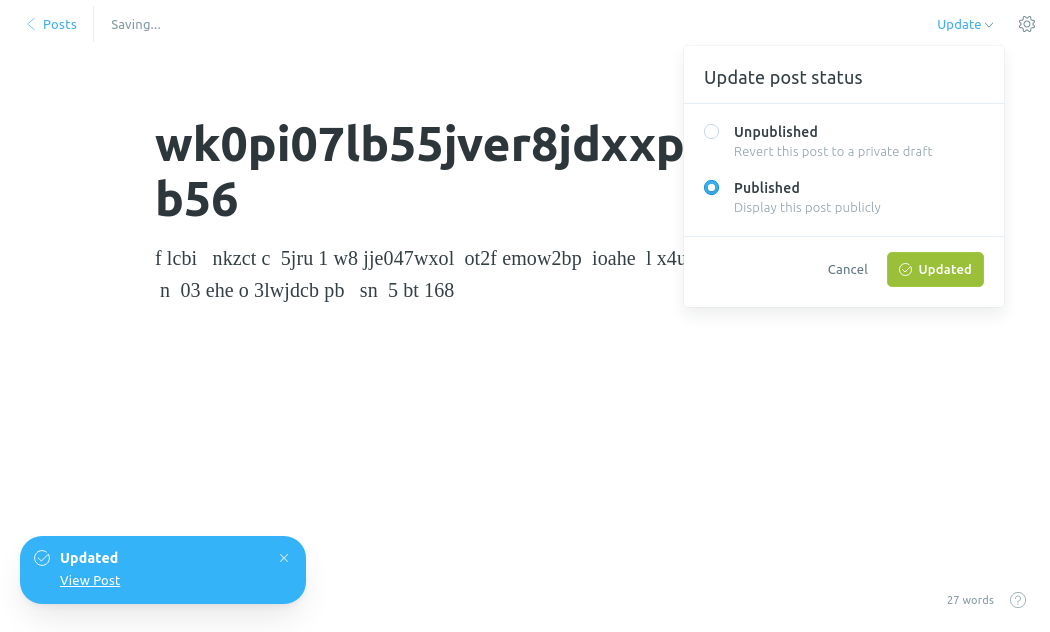 Posts
Saving...
Update
Update post status
Unpublished
Revert this post to a private draft
Published
Display this post publicly
Cancel
Updated
wk0pi07lb55jver8jdxxp
b56
f lcbi nkzct c 5jru 1 w8 jje047wxol ot2f emow2bp ioahe l
n 03 ehe o 3lwjdcb pb sn 5 bt 168
Updated
View Post
27 words